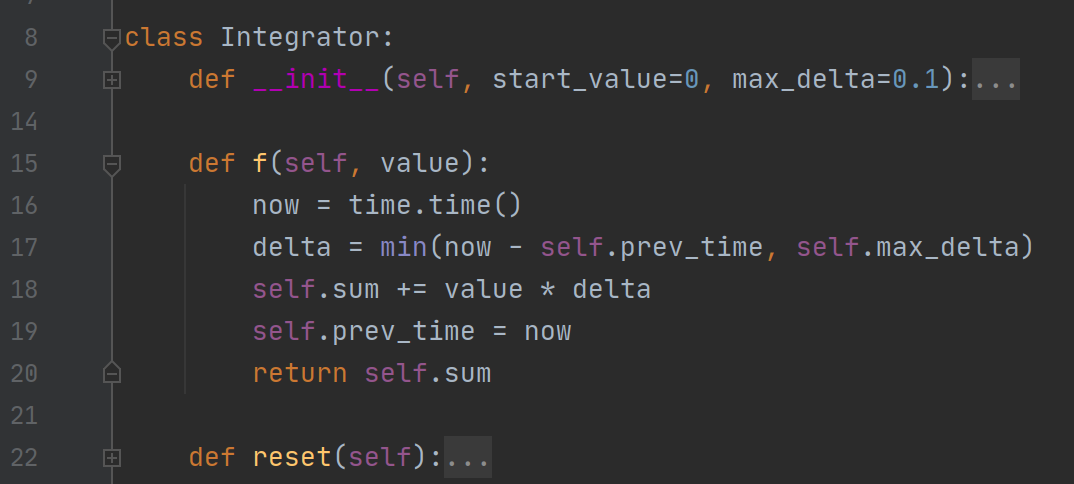 8 class Integrator:
9     def __init__(self, start_value=0, max_delta=0.1):...
14
15     def f(self, value):
16         now = time.time()
17         delta = min(now - self.prev_time, self.max_delta)
18         self.sum += value * delta
19         self.prev_time = now
20         return self.sum
21
22     def reset(self):...